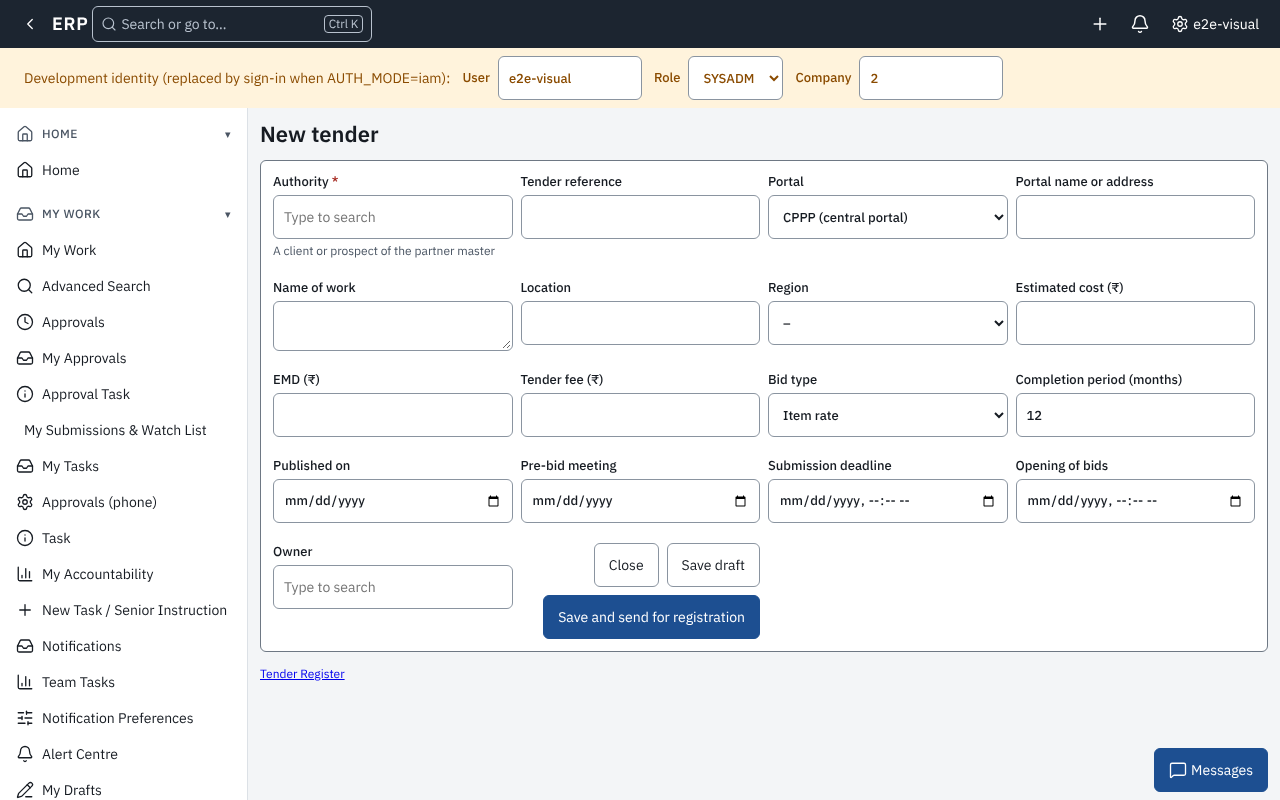 ERP
Search or go to...
Ctrl K
e2e-visual
Development identity (replaced by sign-in when AUTH_MODE=iam):
User
e2e-visual
Role
SYSADM
Company
2
HOME
Home
MY WORK
My Work
Advanced Search
Approvals
My Approvals
Approval Task
My Submissions & Watch List
My Tasks
Approvals (phone)
Task
My Accountability
New Task / Senior Instruction
Notifications
Team Tasks
Notification Preferences
Alert Centre
My Drafts
New tender
Authority *
Tender reference
Portal
Portal name or address
Type to search
CPPP (central portal)
A client or prospect of the partner master
Name of work
Location
Region
Estimated cost (₹)
–
EMD (₹)
Tender fee (₹)
Bid type
Completion period (months)
Item rate
12
Published on
Pre-bid meeting
Submission deadline
Opening of bids
mm/dd/yyyy
mm/dd/yyyy
mm/dd/yyyy, --:-- --
mm/dd/yyyy, --:-- --
Owner
Type to search
Close
Save draft
Save and send for registration
Tender Register
Messages